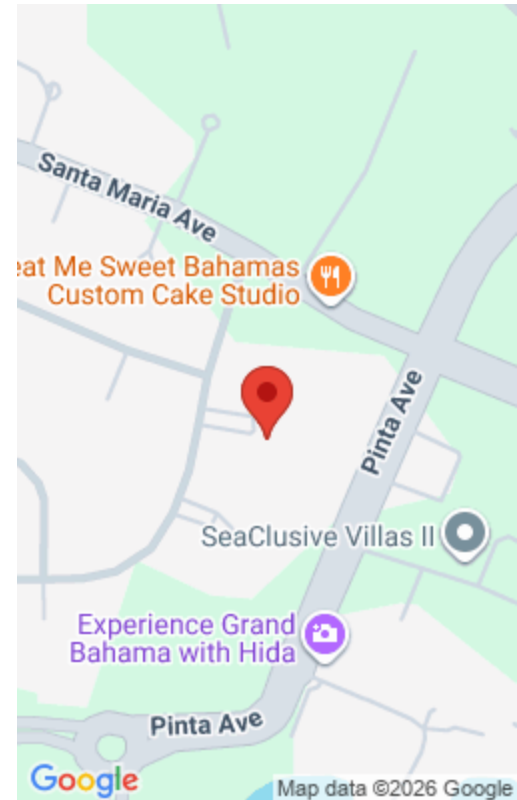 Santa Maria Ave
eat Me Sweet Bahamas
Custom Cake Studio
Pinta Ave
SeaClusive Villas II
Experience Grand
Bahama with Hida
Pinta Ave
Google
Map data ©2026 Google